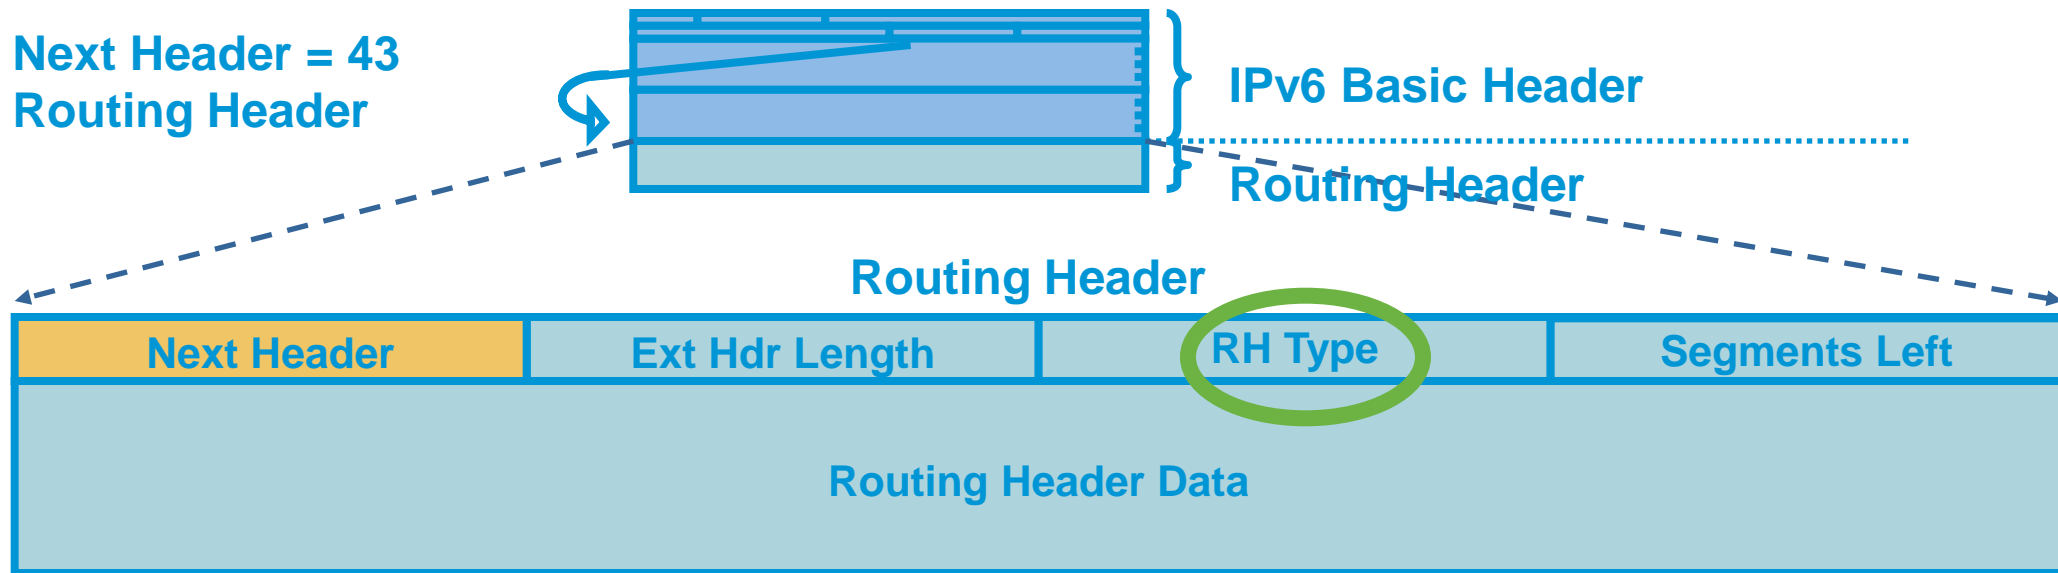 Next Header = 43
Routing Header
IPv6 Basic Header
Routing Header
Routing Header
Next Header
Ext Hdr Length
RH Type
Segments Left
Routing Header Data